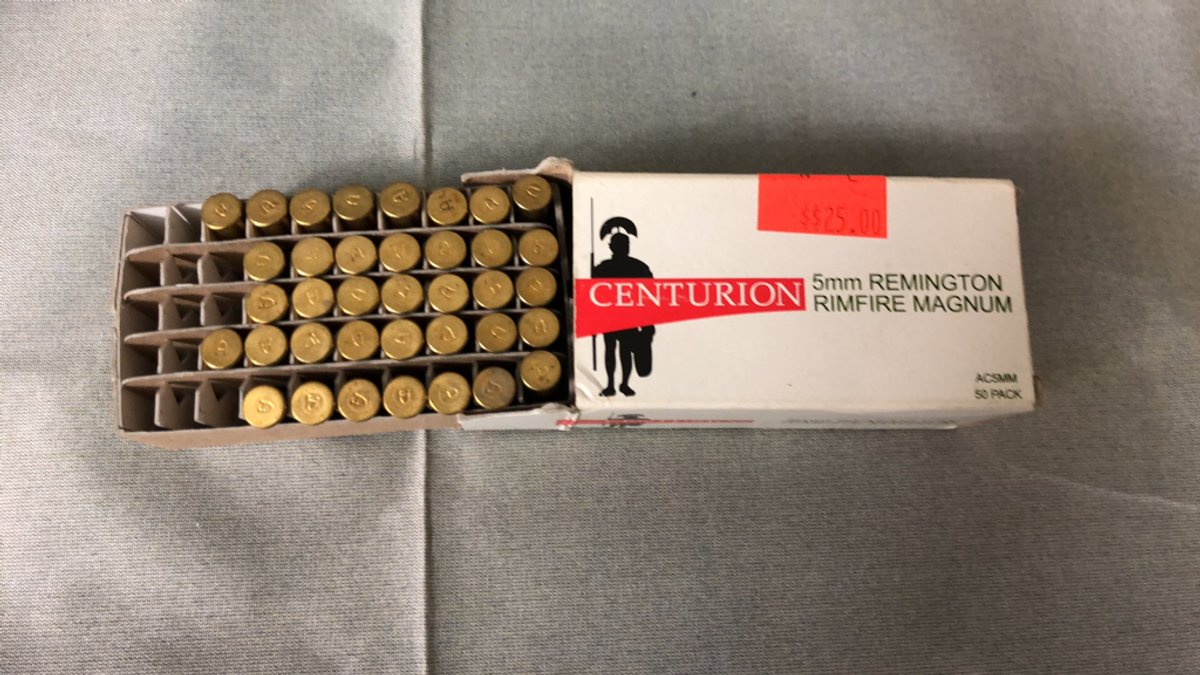 $$25.00
CENTURION
5mm REMINGTON
RIMFIRE MAGNUM
AC5MM
50 PACK